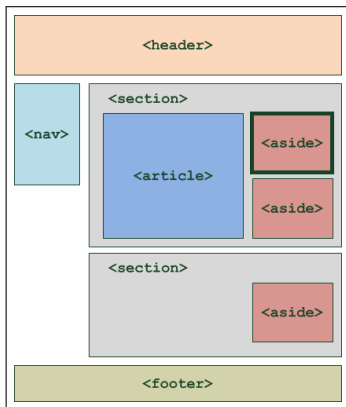 <header>
<nav>
<section>
<article>
<aside>
<aside>
<section>
<aside>
<footer>